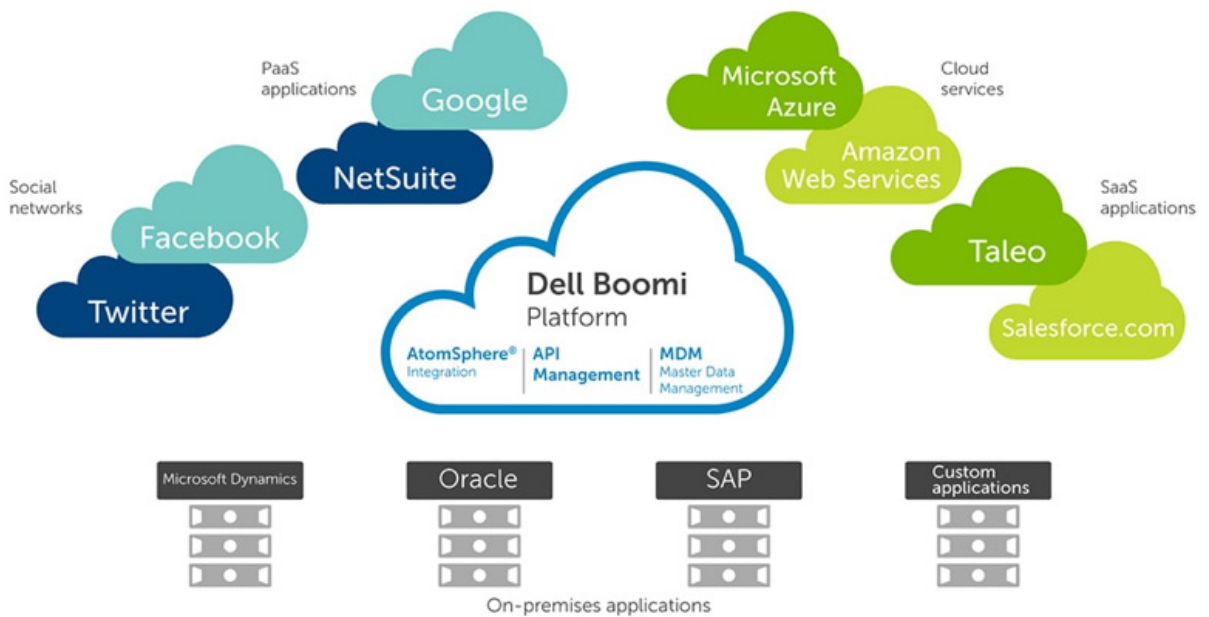 PaaS
applications
Google
NetSuite
Social
networks
Facebook
Twitter
Microsoft
Azure
Cloud
services
Amazon
Web Services
SaaS
applications
Taleo
Salesforce.com
Dell Boomi
Platform
AtomSphere®
Integration
API
Management
MDM
Master Data
Management
Microsoft Dynamics
Oracle
SAP
Custom
applications
On-premises applications